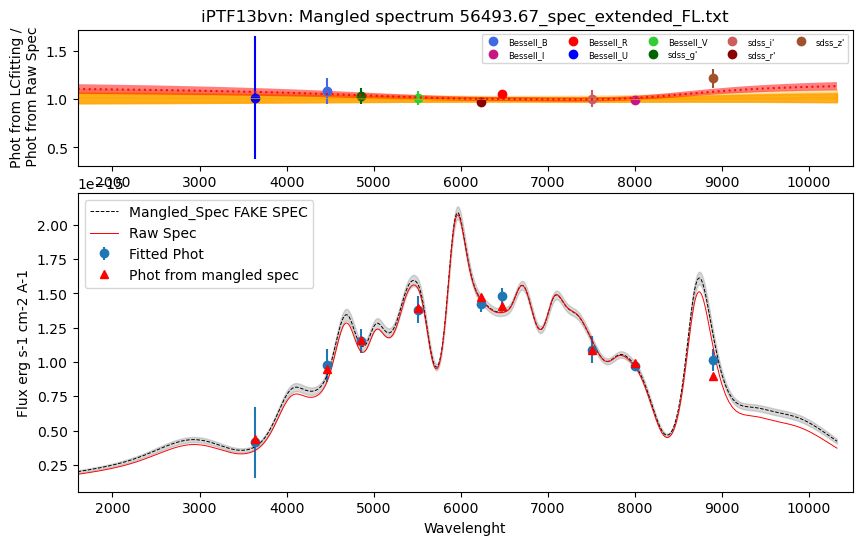 iPTF13bvn: Mangled spectrum 56493.67_spec_extended_FL.txt
Phot from LCfitting /
Phot from Raw Spec
1.5
1.0
0.5
Bessell_B
Bessell_I
Bessell_R
Bessell_U
Bessell_V
sdss_g'
sdss_i'
sdss_r'
sdss_z'
2000 3000 4000 5000 6000 7000 8000 9000 10000
1e−15
Mangled_Spec FAKE SPEC
Raw Spec
Fitted Phot
Phot from mangled spec
Flux erg s-1 cm-2 A-1
2.00
1.75
1.50
1.25
1.00
0.75
0.50
0.25
2000 3000 4000 5000 6000 7000 8000 9000 10000
Wavelenght